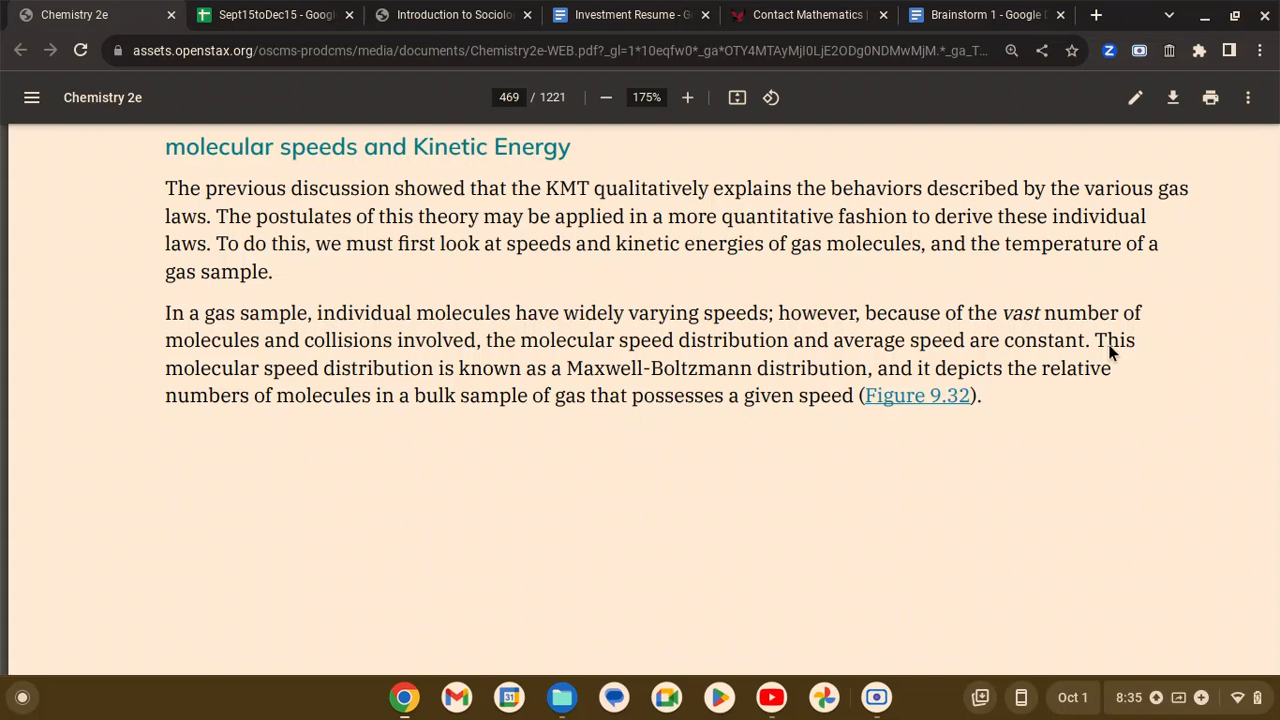 Chemistry 2e
Sept15toDec15 - Goog
Introduction to Sociolo
Investment Resume - G
Contact Mathematics
Brainstorm 1 - Google D
assets.openstax.org/oscms-prodcms/media/documents/Chemistry2e-WEB.pdf?_gl=1*10eqfw0*_ga*OTY4MTAyMjI0LjE2ODg0NDMwMjM.*_ga_T...
Chemistry 2e
469 / 1221
175%
molecular speeds and Kinetic Energy
The previous discussion showed that the KMT qualitatively explains the behaviors described by the various gas
laws. The postulates of this theory may be applied in a more quantitative fashion to derive these individual
laws. To do this, we must first look at speeds and kinetic energies of gas molecules, and the temperature of a
gas sample.
In a gas sample, individual molecules have widely varying speeds; however, because of the vast number of
molecules and collisions involved, the molecular speed distribution and average speed are constant. This
molecular speed distribution is known as a Maxwell-Boltzmann distribution, and it depicts the relative
numbers of molecules in a bulk sample of gas that possesses a given speed (Figure 9.32).
31
Oct 1
8:35